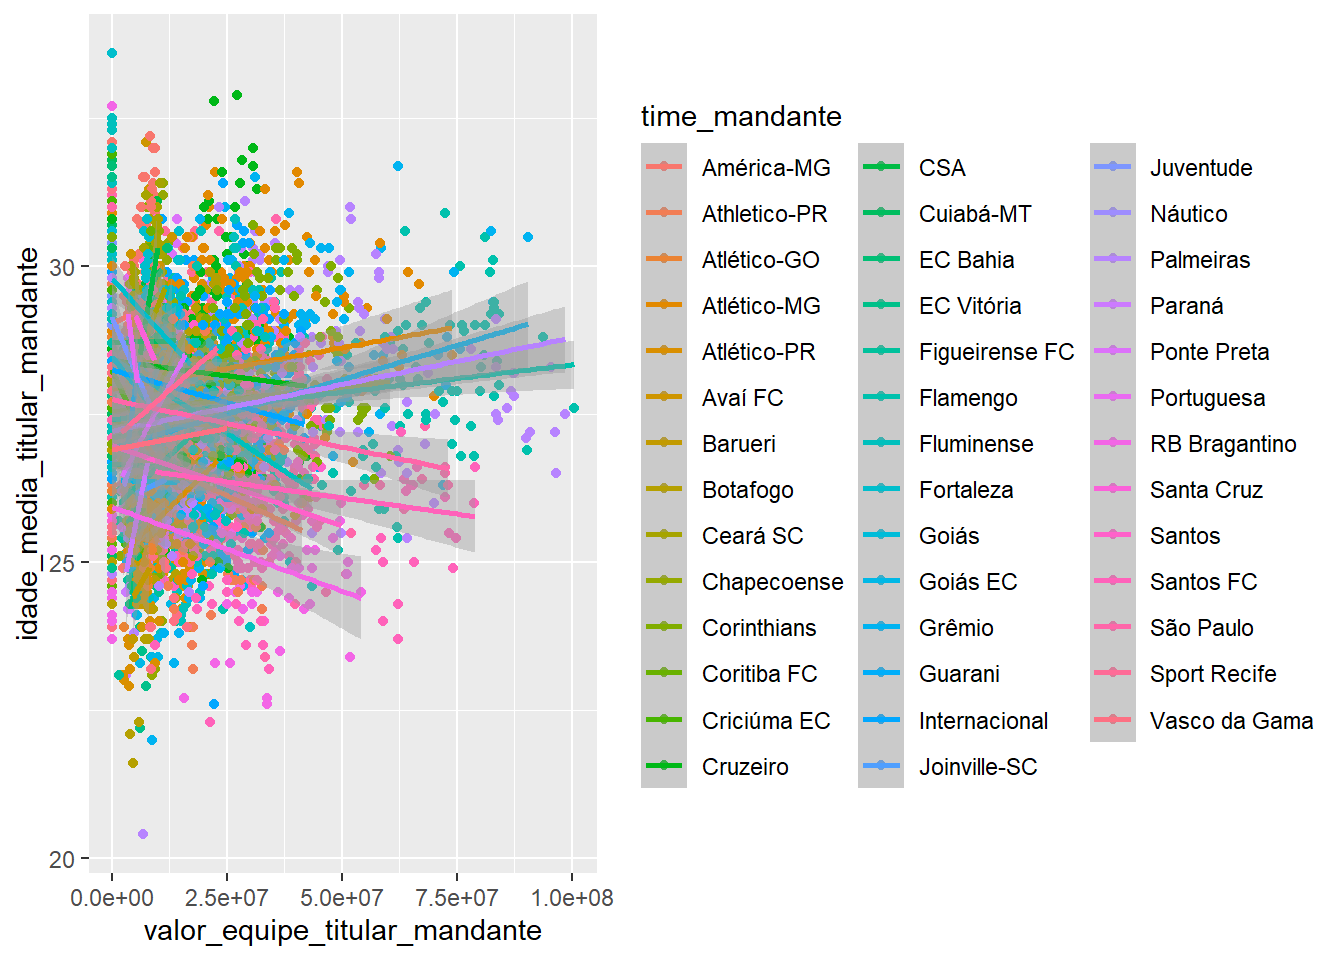 time_mandante
América-MG
Athletico-PR
Atlético-GO
Atlético-MG
Atlético-PR
Avaí FC
Barueri
Botafogo
Ceará SC
Chapecoense
Corinthians
Coritiba FC
Criciúma EC
Cruzeiro
CSA
Cuiabá-MT
EC Bahia
EC Vitória
Figueirense FC
Flamengo
Fluminense
Fortaleza
Goiás
Goiás EC
Grêmio
Guarani
Internacional
Joinville-SC
Juventude
Náutico
Palmeiras
Paraná
Ponte Preta
Portuguesa
RB Bragantino
Santa Cruz
Santos
Santos FC
São Paulo
Sport Recife
Vasco da Gama
idade_media_titular_mandante
30
25
20
0.0e+00 2.5e+07 5.0e+07 7.5e+07 1.0e+08
valor_equipe_titular_mandante